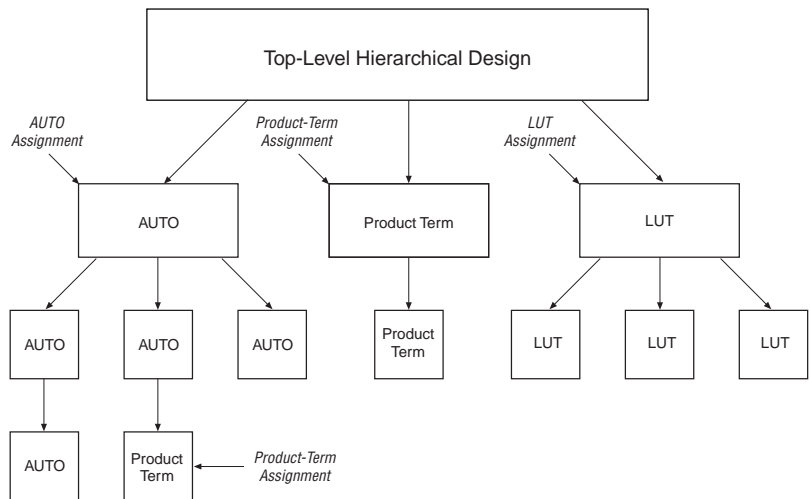 Top-Level Hierarchical Design
AUTO
Assignment
Product-Term
Assignment
LUT
Assignment
AUTO
Product Term
LUT
AUTO
AUTO
AUTO
Product
Term
LUT
LUT
LUT
AUTO
Product
Term
Product-Term
Assignment